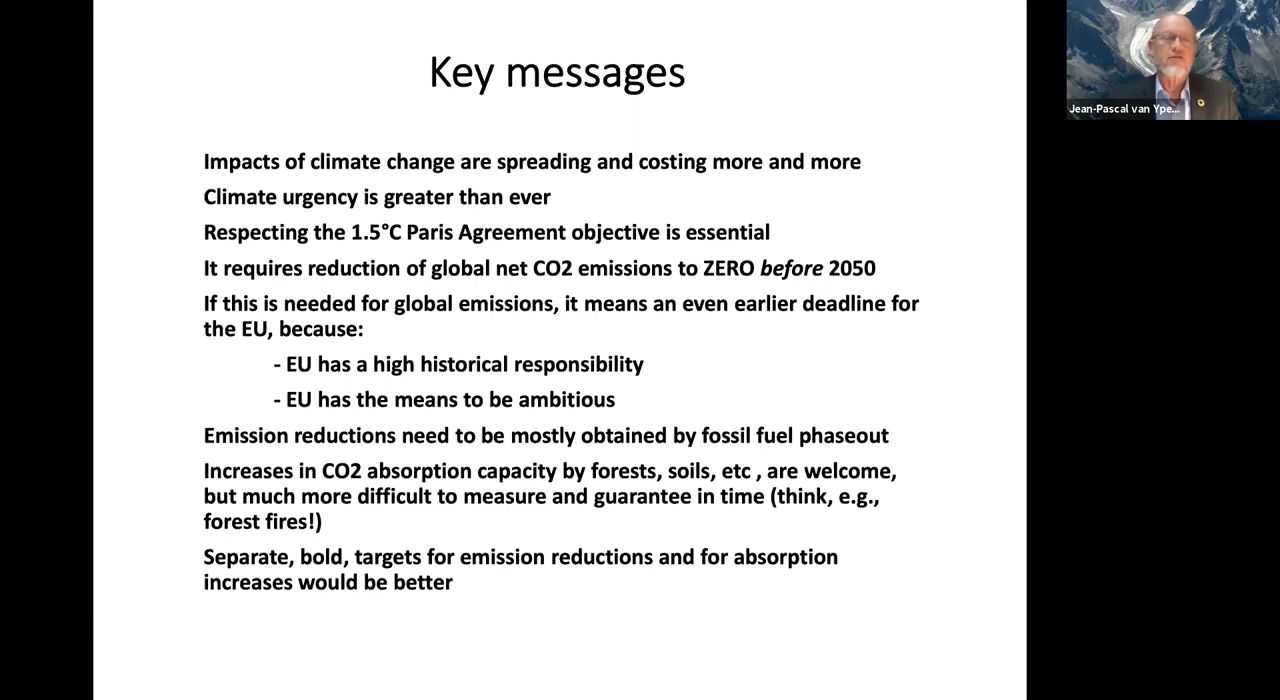 Key messages
Impacts of climate change are spreading and costing more and more
Climate urgency is greater than ever
Respecting the 1.5°C Paris Agreement objective is essential
It requires reduction of global net CO2 emissions to ZERO before 2050
If this is needed for global emissions, it means an even earlier deadline for
the EU, because:
- EU has a high historical responsibility
- EU has the means to be ambitious
Emission reductions need to be mostly obtained by fossil fuel phaseout
Increases in CO2 absorption capacity by forests, soils, etc , are welcome,
but much more difficult to measure and guarantee in time (think, e.g.,
forest fires!)
Separate, bold, targets for emission reductions and for absorption
increases would be better
Jean-Pascal van Ype...